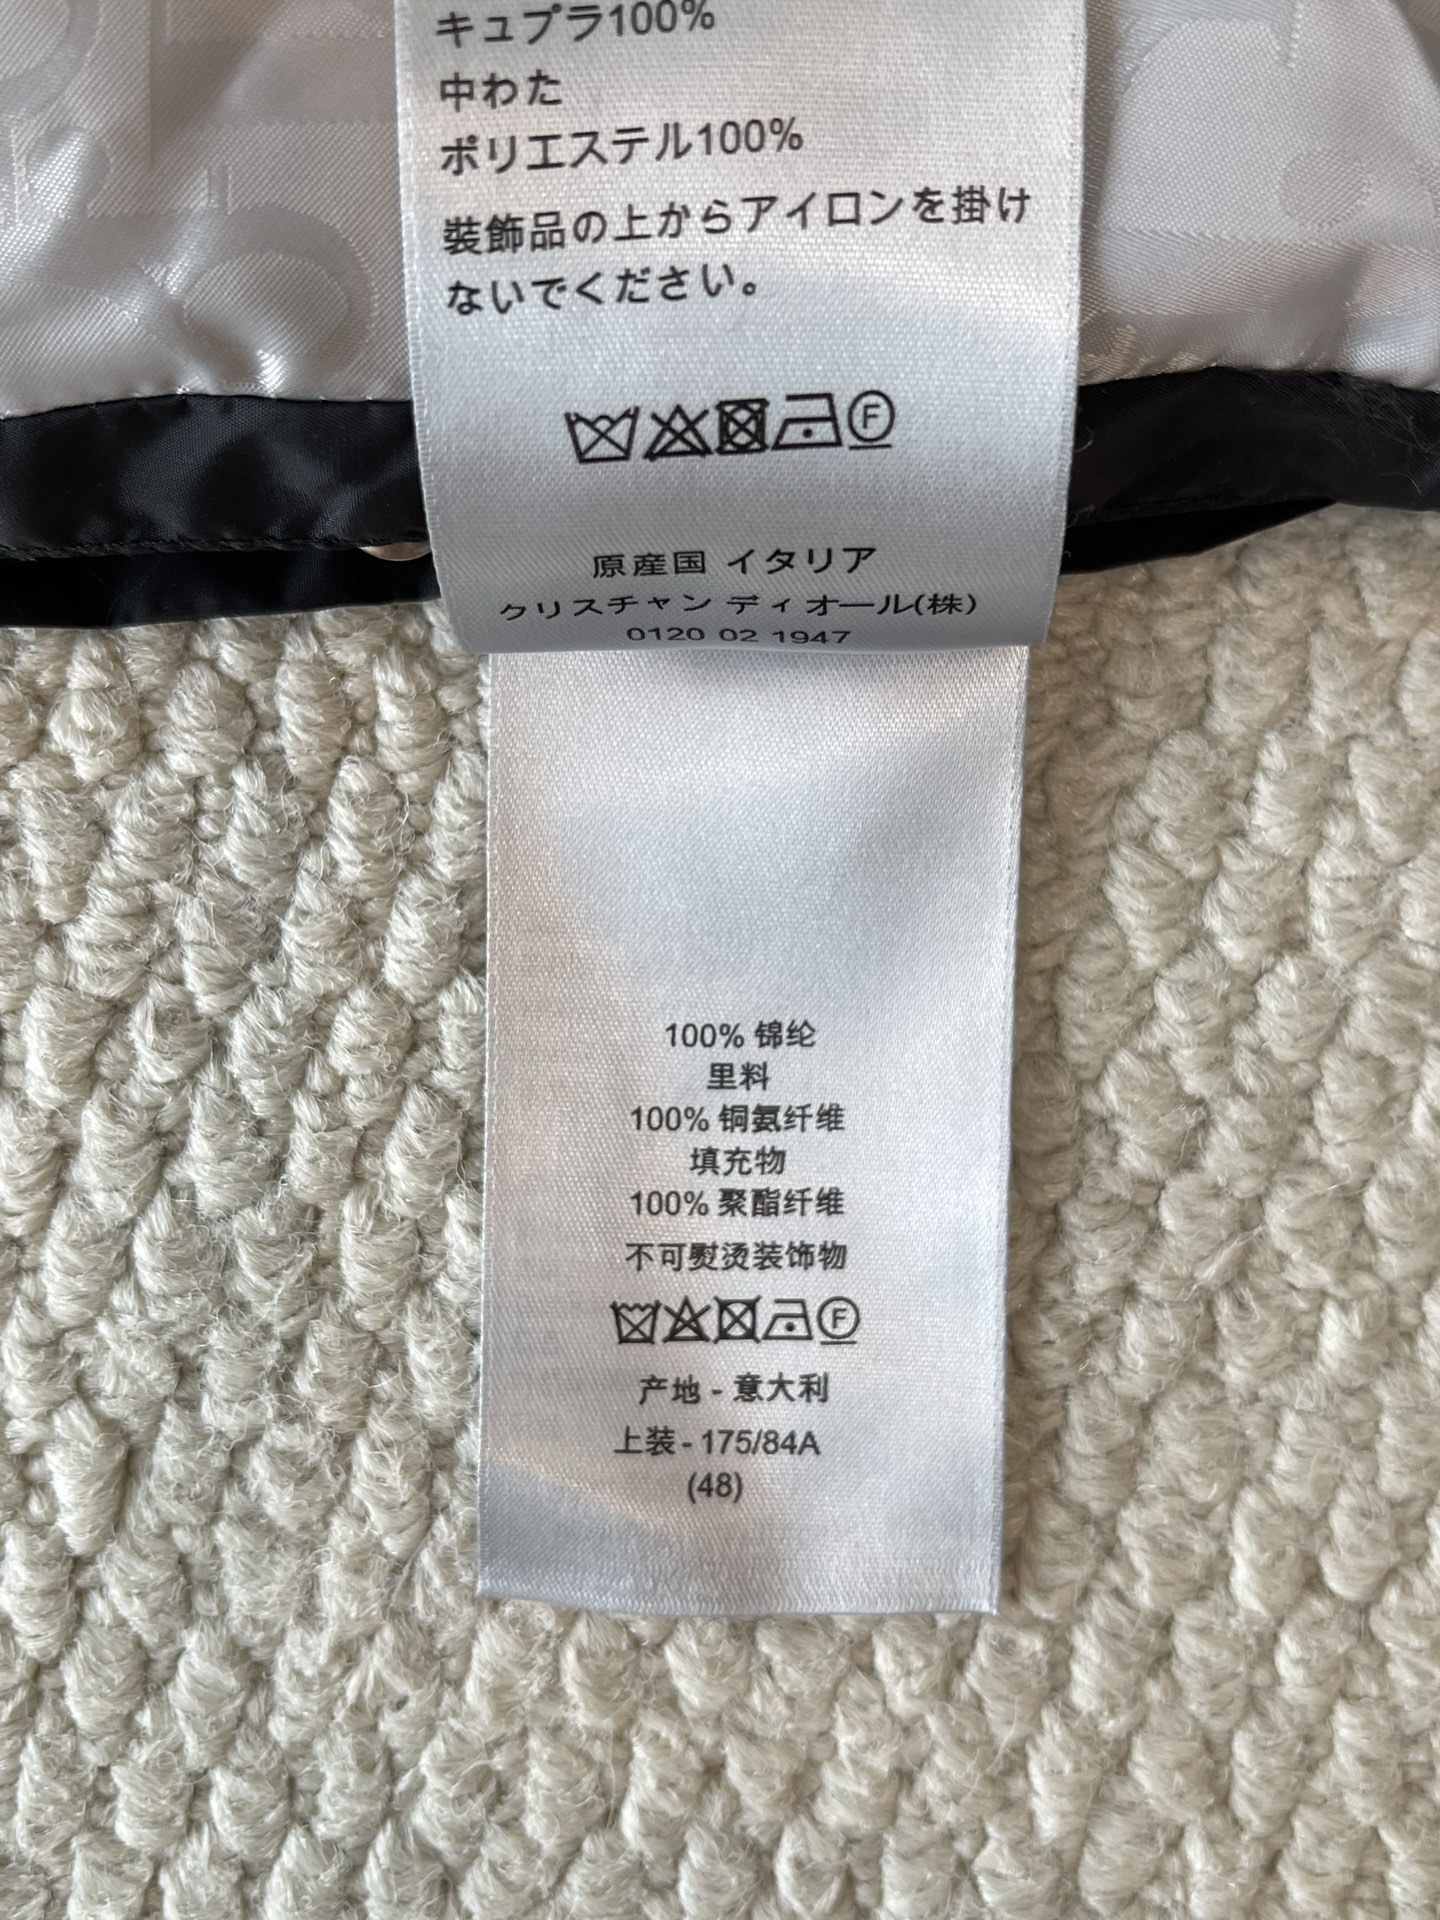 キュプラ100%
中わた
ポリエステル100%
装飾品の上からアイロンを掛け
ないでください。
F
原産国 イタリア
クリスチャン ディオール(株)
0120 02 1947
100% 锦纶
里料
100% 铜氨纤维
填充物
100% 聚酯纤维
不可熨烫装饰物
F
产地 - 意大利
上装 - 175/84A
(48)